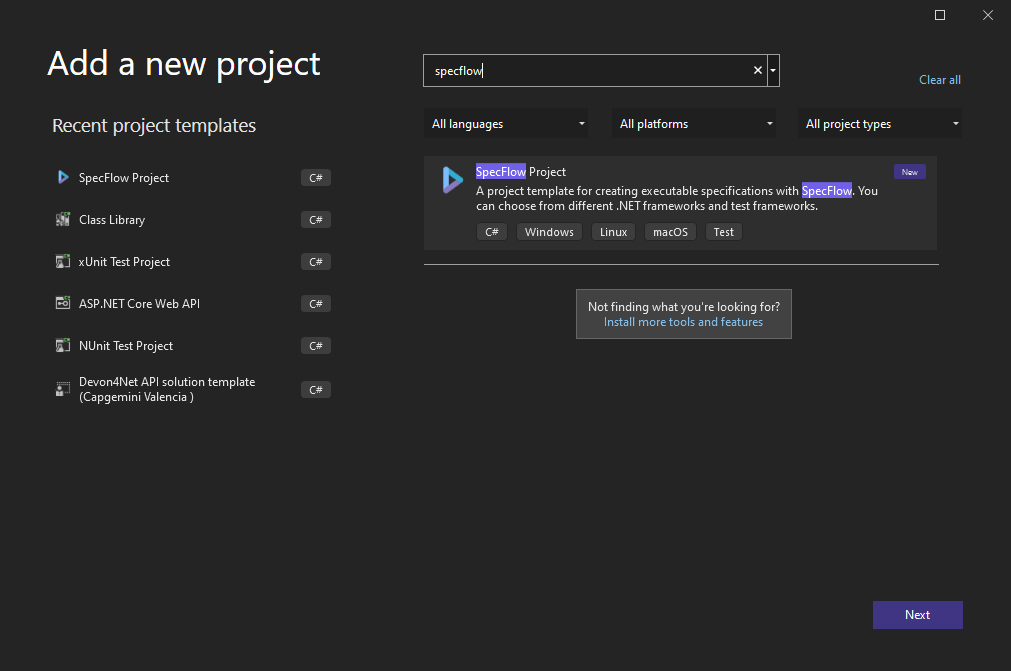 Add a new project
specflow
Clear all
Recent project templates
All languages
All platforms
All project types
SpecFlow Project C#
Class Library C#
xUnit Test Project C#
ASP.NET Core Web API C#
NUnit Test Project C#
Devon4Net API solution template
(Capgemini Valencia ) C#
SpecFlow Project New
A project template for creating executable specifications with SpecFlow. You
can choose from different .NET frameworks and test frameworks.
C# Windows Linux macOS Test
Not finding what you're looking for?
Install more tools and features
Next